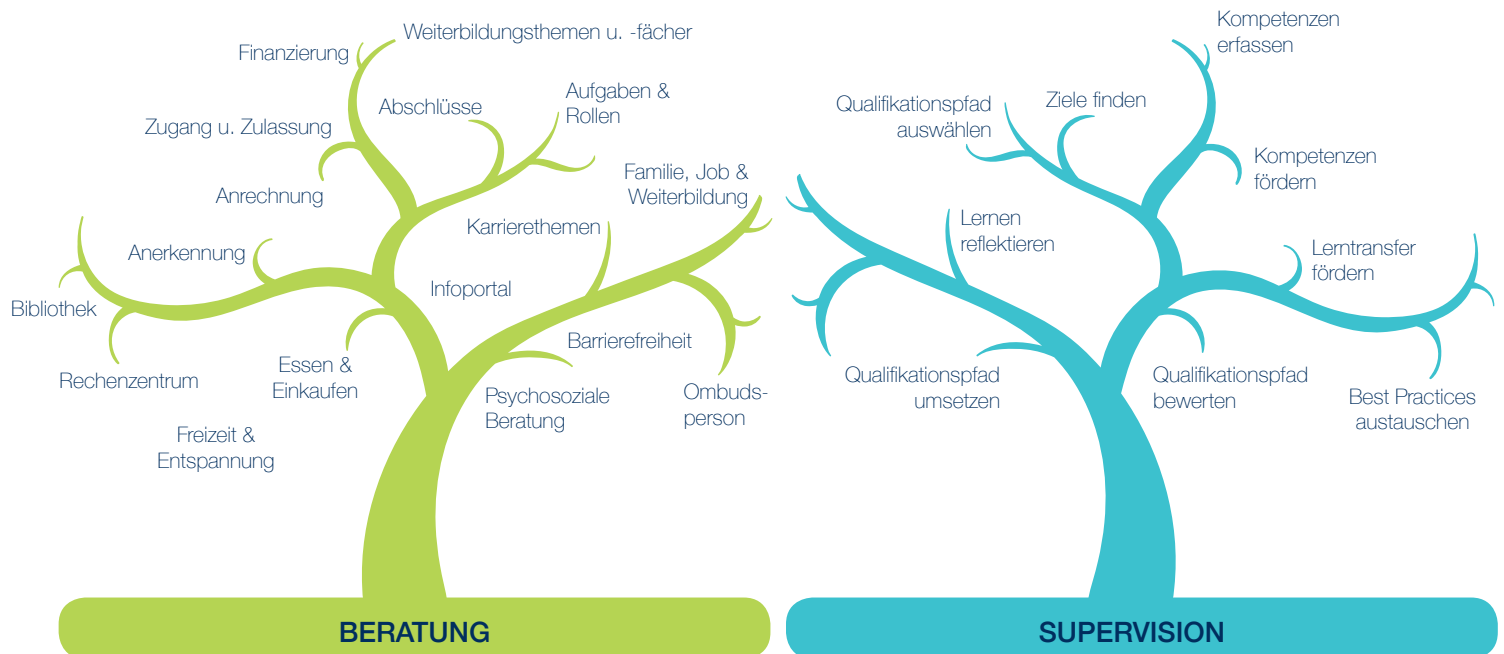 Weiterbildungsthemen u. -fächer
Finanzierung
Abschlüsse
Aufgaben &
Rollen
Zugang u. Zulassung
Familie, Job &
Weiterbildung
Anrechnung
Karrierethemen
Anerkennung
Infoportal
Bibliothek
Barrierefreiheit
Rechenzentrum
Essen &
Einkaufen
Psychosoziale
Beratung
Ombuds-
person
Freizeit &
Entspannung
BERATUNG
Kompetenzen
erfassen
Qualifikationspfad
auswählen
Ziele finden
Kompetenzen
fördern
Lernen
reflektieren
Lerntransfer
fördern
Qualifikationspfad
umsetzen
Qualifikationspfad
bewerten
Best Practices
austauschen
SUPERVISION